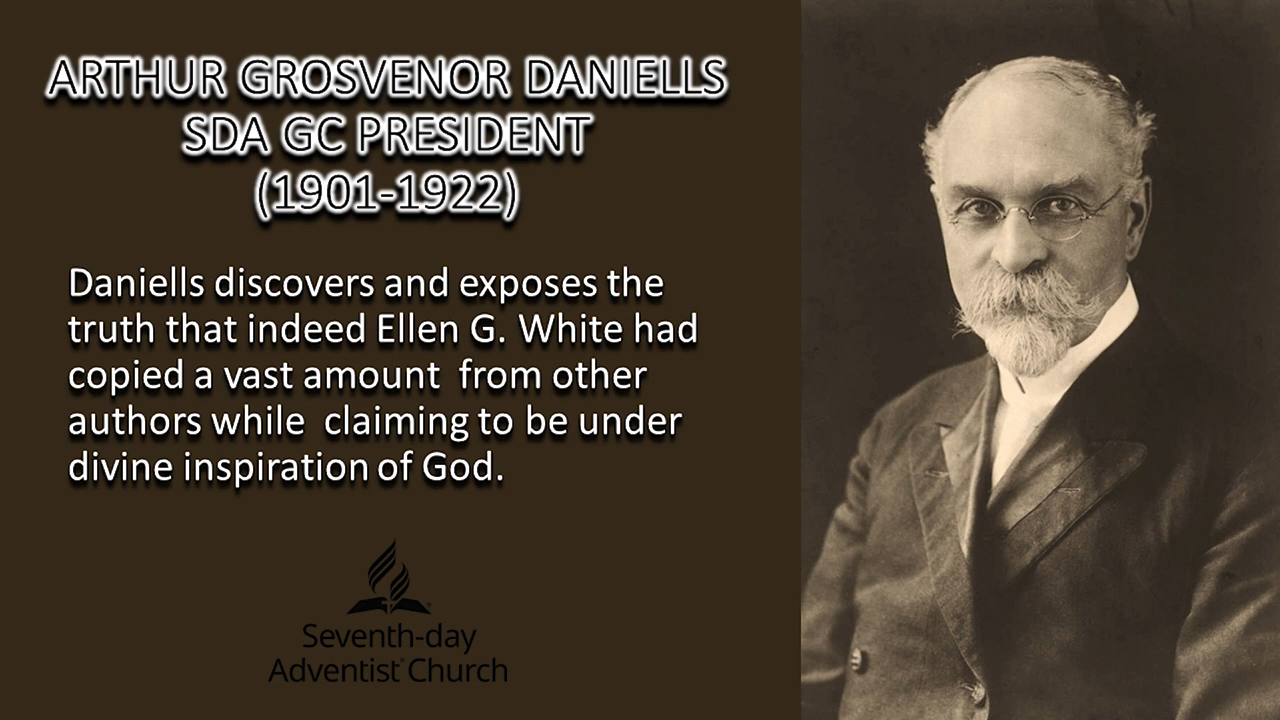 ARTHUR GROSVENOR DANIELLS
SDA GC PRESIDENT
(1901-1922)
Daniells discovers and exposes the
truth that indeed Ellen G. White had
copied a vast amount  from other
authors while  claiming to be under
divine inspiration of God.
Seventh-day
Adventist® Church